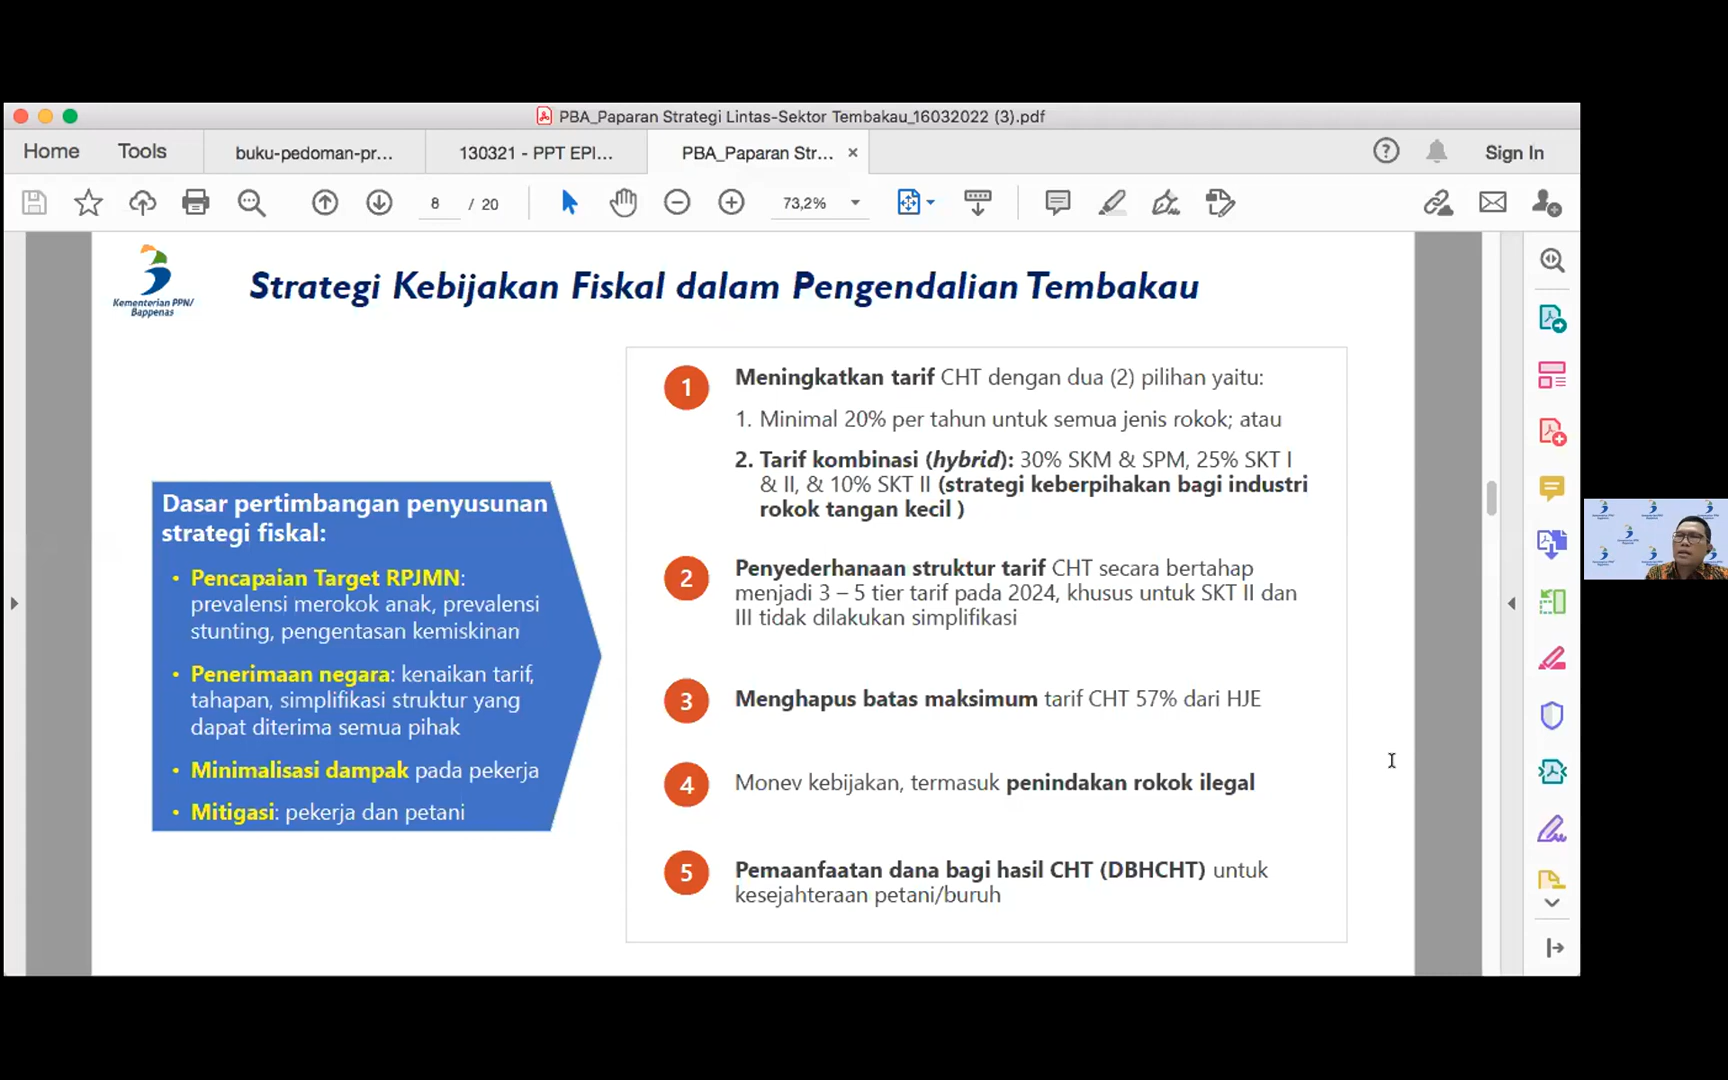 PBA_Paparan Strategi Lintas-Sektor Tembakau_16032022 (3).pdf
Home
Tools
buku-pedoman-pr...
130321 - PPT EPI...
PBA_Paparan Str...
Sign In
8
/ 20
73,2%
Kementerian PPN/
Bappenas
Strategi Kebijakan Fiskal dalam Pengendalian Tembakau
Dasar pertimbangan penyusunan
strategi fiskal:
• Pencapaian Target RPJMN:
prevalensi merokok anak, prevalensi
stunting, pengentasan kemiskinan
• Penerimaan negara: kenaikan tarif,
tahapan, simplifikasi struktur yang
dapat diterima semua pihak
• Minimalisasi dampak pada pekerja
• Mitigasi: pekerja dan petani
1
Meningkatkan tarif CHT dengan dua (2) pilihan yaitu:
1. Minimal 20% per tahun untuk semua jenis rokok; atau
2. Tarif kombinasi (hybrid): 30% SKM & SPM, 25% SKT I
& II, & 10% SKT II (strategi keberpihakan bagi industri
rokok tangan kecil )
2
Penyederhanaan struktur tarif CHT secara bertahap
menjadi 3 – 5 tier tarif pada 2024, khusus untuk SKT II dan
III tidak dilakukan simplifikasi
3
Menghapus batas maksimum tarif CHT 57% dari HJE
4
Monev kebijakan, termasuk penindakan rokok ilegal
5
Pemaanfaatan dana bagi hasil CHT (DBHCHT) untuk
kesejahteraan petani/buruh